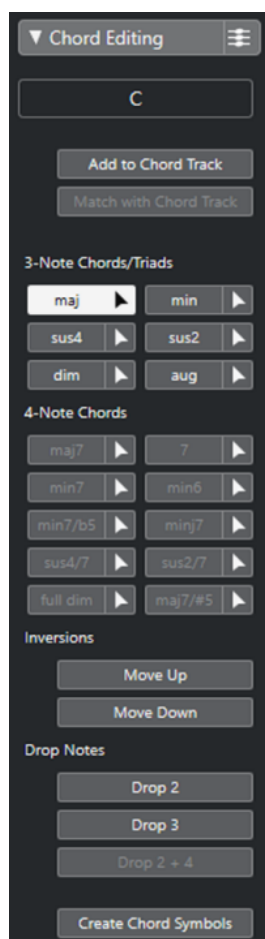 Chord Editing
C
Add to Chord Track
Match with Chord Track
3-Note Chords/Triads
maj min
sus4 sus2
dim aug
4-Note Chords
maj7 7
min7 min6
min7/b5 minj7
sus4/7 sus2/7
full dim maj7/#5
Inversions
Move Up
Move Down
Drop Notes
Drop 2
Drop 3
Drop 2 + 4
Create Chord Symbols